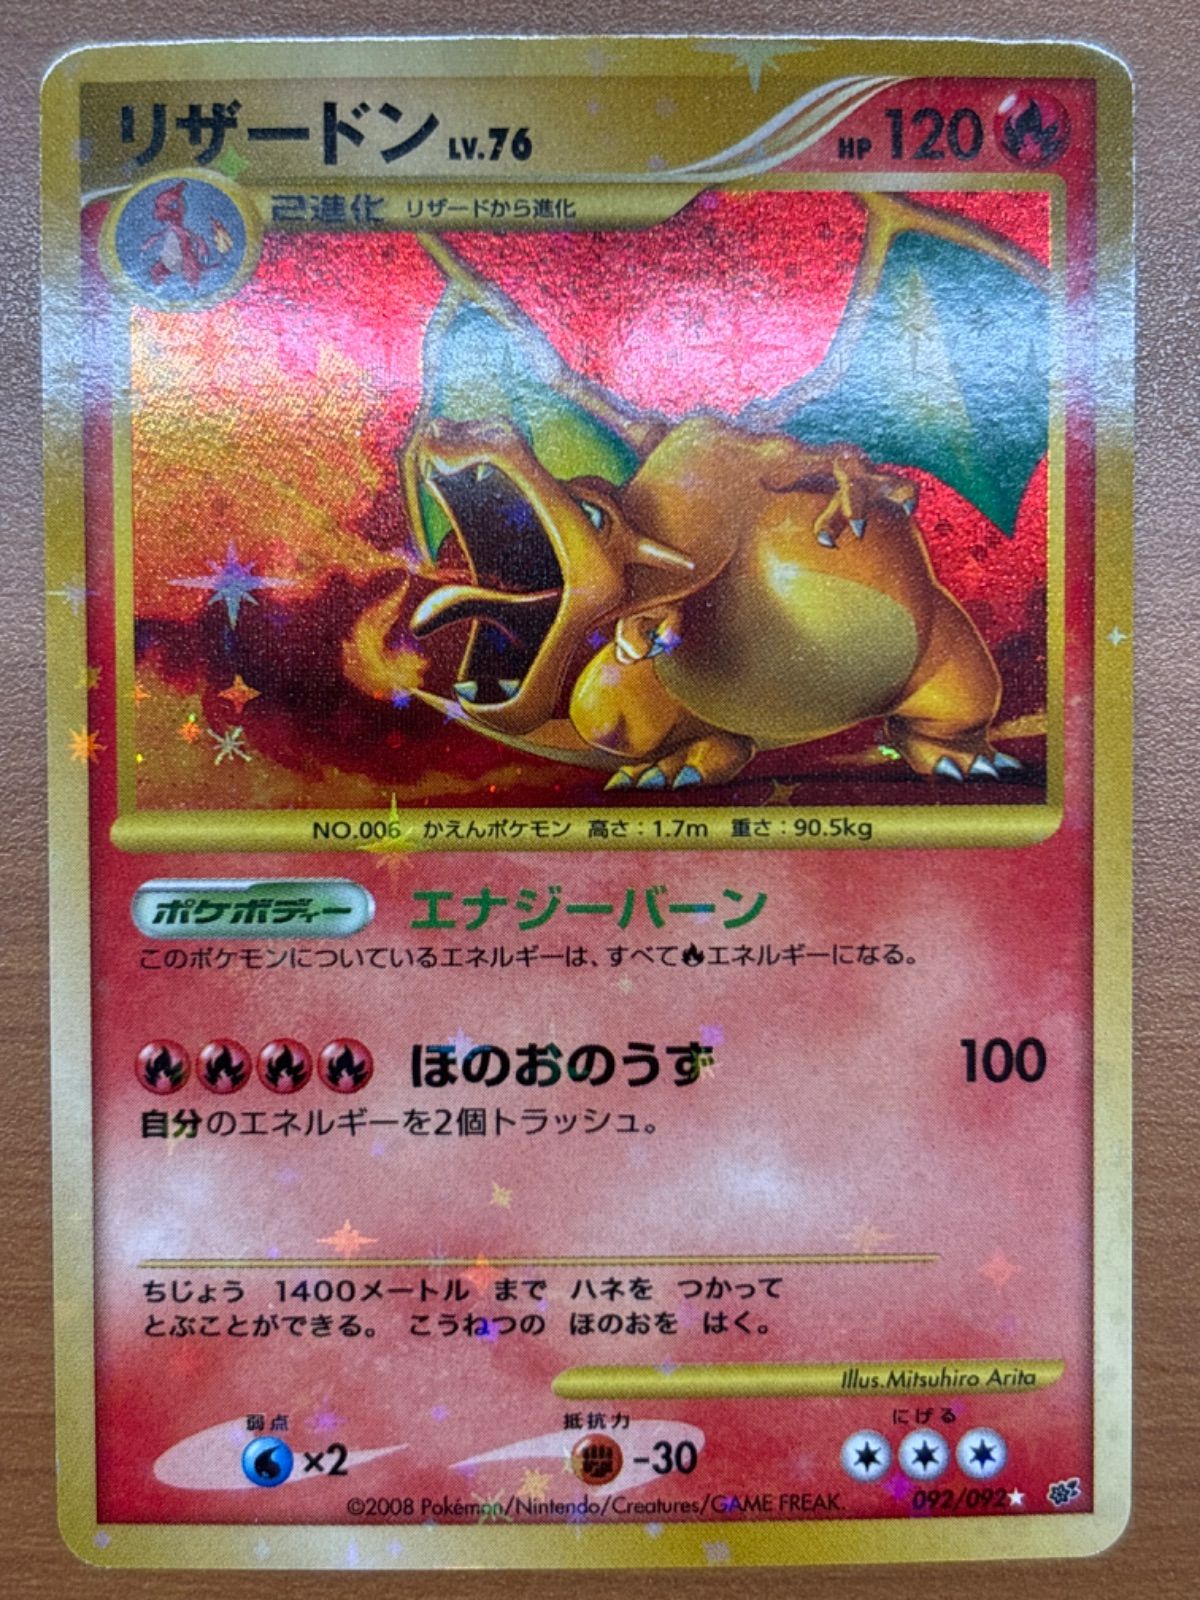 リザードン LV.76 HP 120
2進化 リザードから進化
NO.006 かえんポケモン 高さ：1.7m 重さ：90.5kg
ポケボディー エナジーバーン
このポケモンについているエネルギーは、すべてエネルギーになる。
ほのおのうず 100
自分のエネルギーを2個トラッシュ。
ちじょう 1400メートル まで ハネを つかって
とぶことができる。 こうねつの ほのおを はく。
Illus.Mitsuhiro Arita
弱点 抵抗力 にげる
×2 −30
©2008 Pokémon/Nintendo/Creatures/GAME FREAK. 092/092★